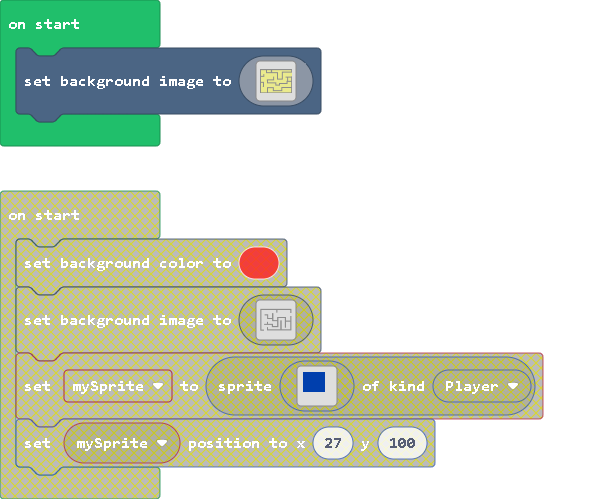 on start
set background image to
on start
set background color to
set background image to
set mySprite to sprite of kind Player
set mySprite position to x 27 y 100